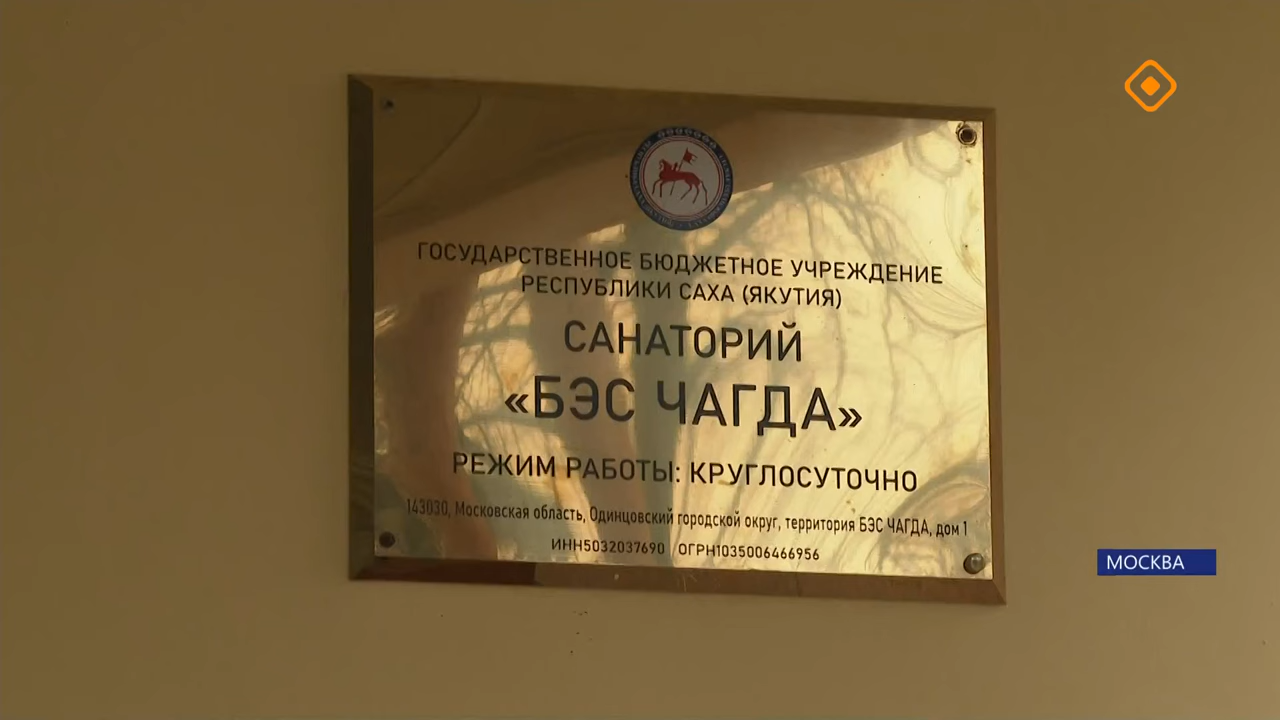 ГОСУДАРСТВЕННОЕ БЮДЖЕТНОЕ УЧРЕЖДЕНИЕ
РЕСПУБЛИКИ САХА (ЯКУТИЯ)
САНАТОРИЙ
«БЭС ЧАГДА»
РЕЖИМ РАБОТЫ: КРУГЛОСУТОЧНО
143030, Московская область, Одинцовский городской округ, территория БЭС ЧАГДА, дом 1
ИНН5032037690 ОГРН1035006466956
МОСКВА